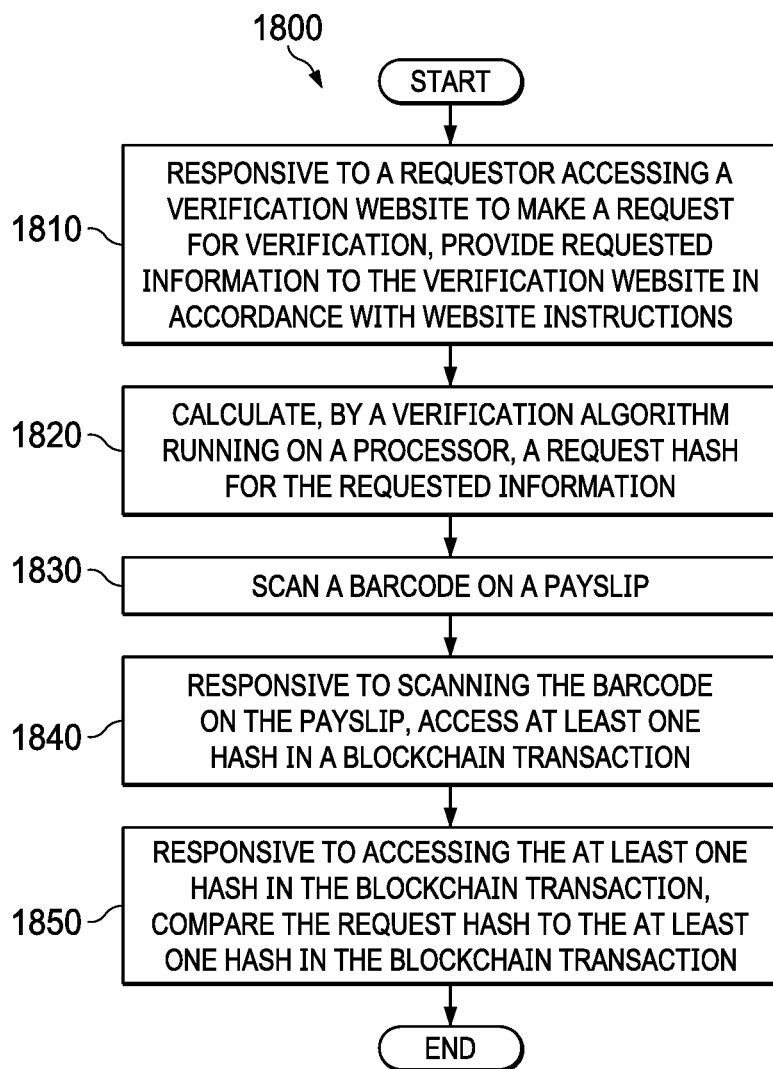 1800
START
1810
RESPONSIVE TO A REQUESTOR ACCESSING A
VERIFICATION WEBSITE TO MAKE A REQUEST
FOR VERIFICATION, PROVIDE REQUESTED
INFORMATION TO THE VERIFICATION WEBSITE IN
ACCORDANCE WITH WEBSITE INSTRUCTIONS
1820
CALCULATE, BY A VERIFICATION ALGORITHM
RUNNING ON A PROCESSOR, A REQUEST HASH
FOR THE REQUESTED INFORMATION
1830
SCAN A BARCODE ON A PAYSLIP
1840
RESPONSIVE TO SCANNING THE BARCODE
ON THE PAYSLIP, ACCESS AT LEAST ONE
HASH IN A BLOCKCHAIN TRANSACTION
1850
RESPONSIVE TO ACCESSING THE AT LEAST ONE
HASH IN THE BLOCKCHAIN TRANSACTION,
COMPARE THE REQUEST HASH TO THE AT LEAST
ONE HASH IN THE BLOCKCHAIN TRANSACTION
END